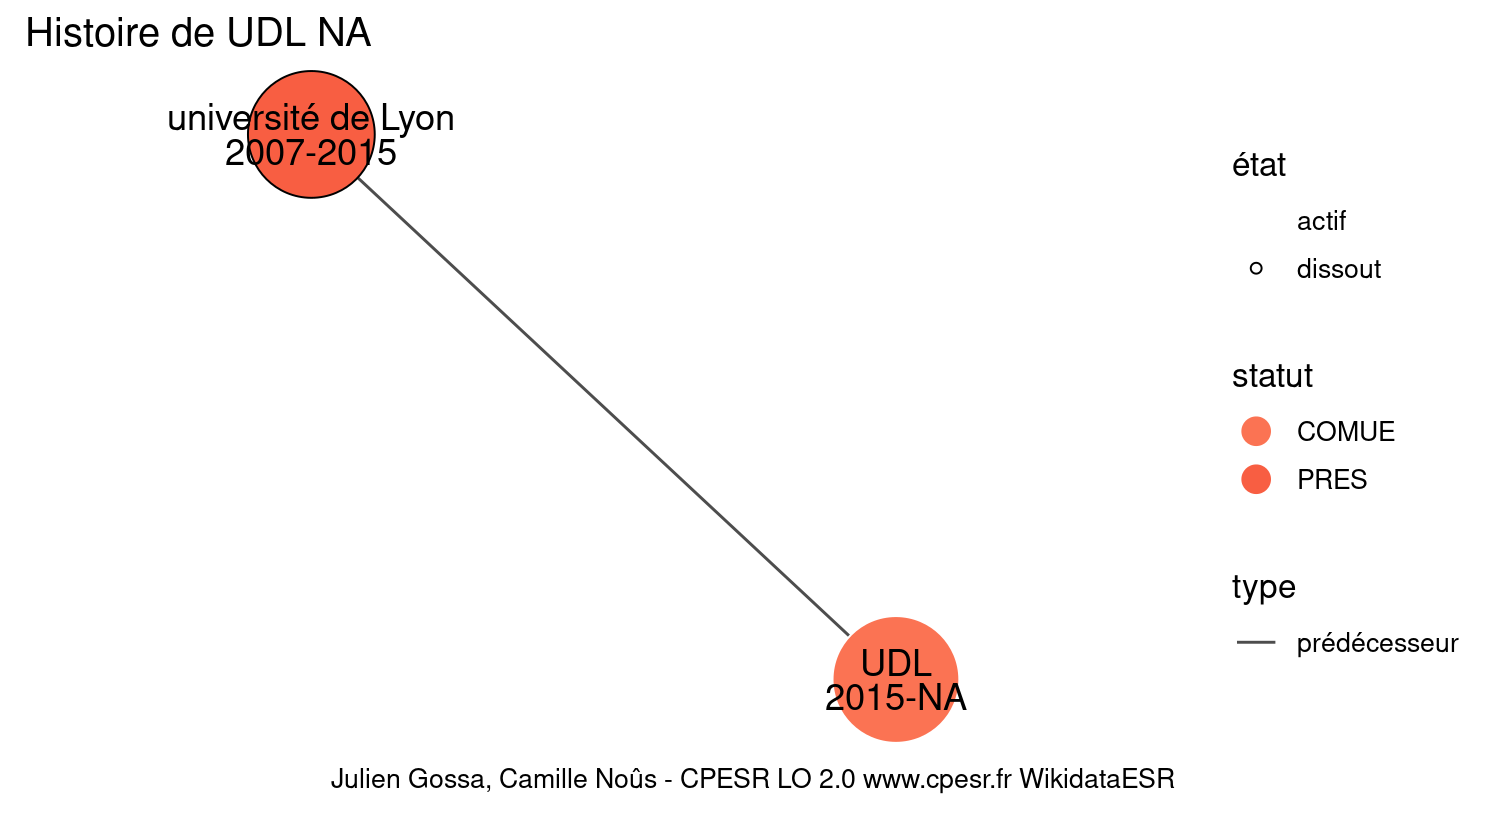 Histoire de UDL NA
université de Lyon
2007-2015
état
actif
dissout
statut
COMUE
PRES
type
prédécesseur
UDL
2015-NA
Julien Gossa, Camille Noûs - CPESR LO 2.0 www.cpesr.fr WikidataESR